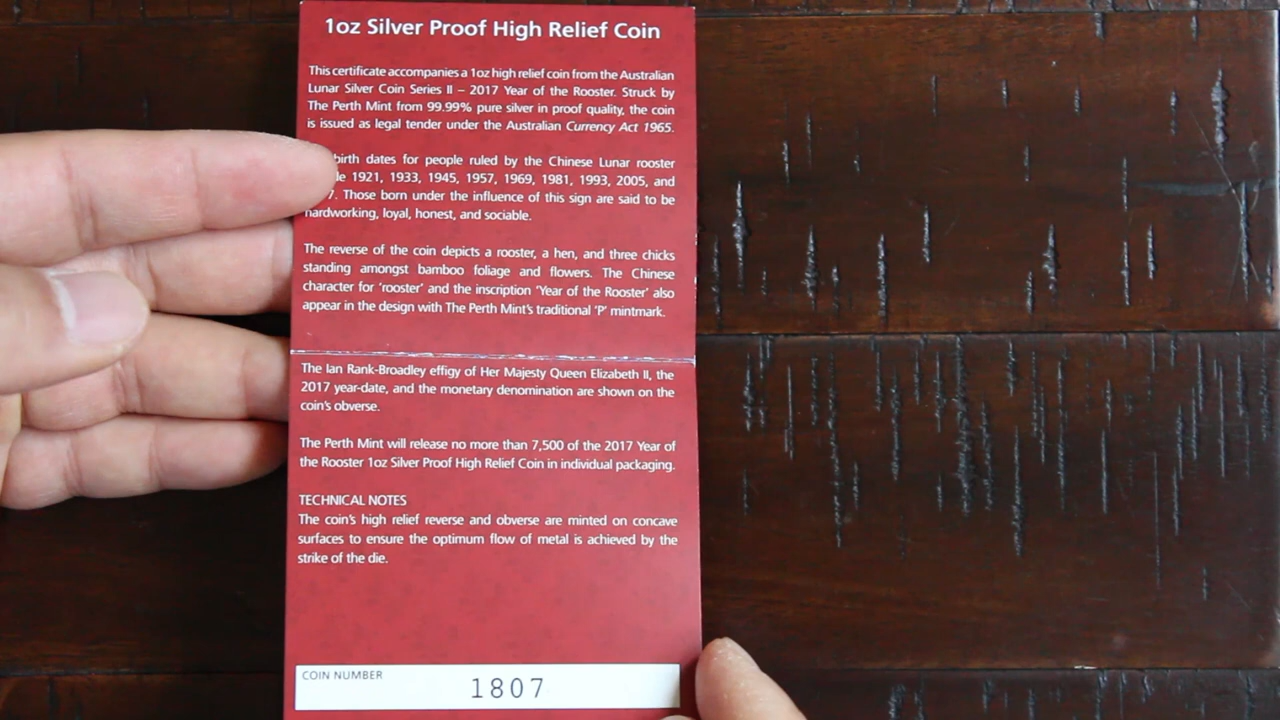 1oz Silver Proof High Relief Coin
This certificate accompanies a 1oz high relief coin from the Australian
Lunar Silver Coin Series II – 2017 Year of the Rooster. Struck by
The Perth Mint from 99.99% pure silver in proof quality, the coin
is issued as legal tender under the Australian Currency Act 1965.
birth dates for people ruled by the Chinese Lunar rooster
1921, 1933, 1945, 1957, 1969, 1981, 1993, 2005, and
7. Those born under the influence of this sign are said to be
hardworking, loyal, honest, and sociable.
The reverse of the coin depicts a rooster, a hen, and three chicks
standing amongst bamboo foliage and flowers. The Chinese
character for 'rooster' and the inscription 'Year of the Rooster' also
appear in the design with The Perth Mint's traditional 'P' mintmark.
The Ian Rank-Broadley effigy of Her Majesty Queen Elizabeth II, the
2017 year-date, and the monetary denomination are shown on the
coin's obverse.
The Perth Mint will release no more than 7,500 of the 2017 Year of
the Rooster 1oz Silver Proof High Relief Coin in individual packaging.
TECHNICAL NOTES
The coin's high relief reverse and obverse are minted on concave
surfaces to ensure the optimum flow of metal is achieved by the
strike of the die.
COIN NUMBER
1807